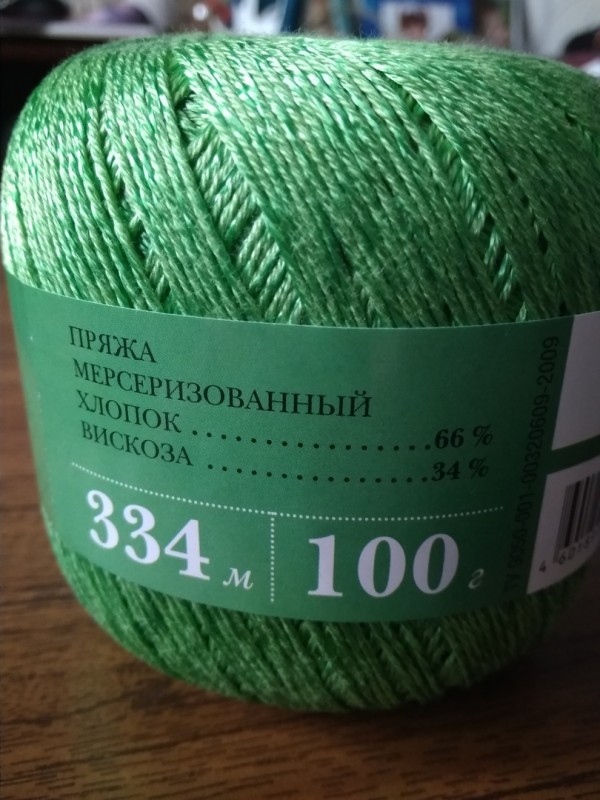 ПРЯЖА
МЕРСЕРИЗОВАННЫЙ
ХЛОПОК ..................66 %
ВИСКОЗА ..................34 %
334 м
100 г